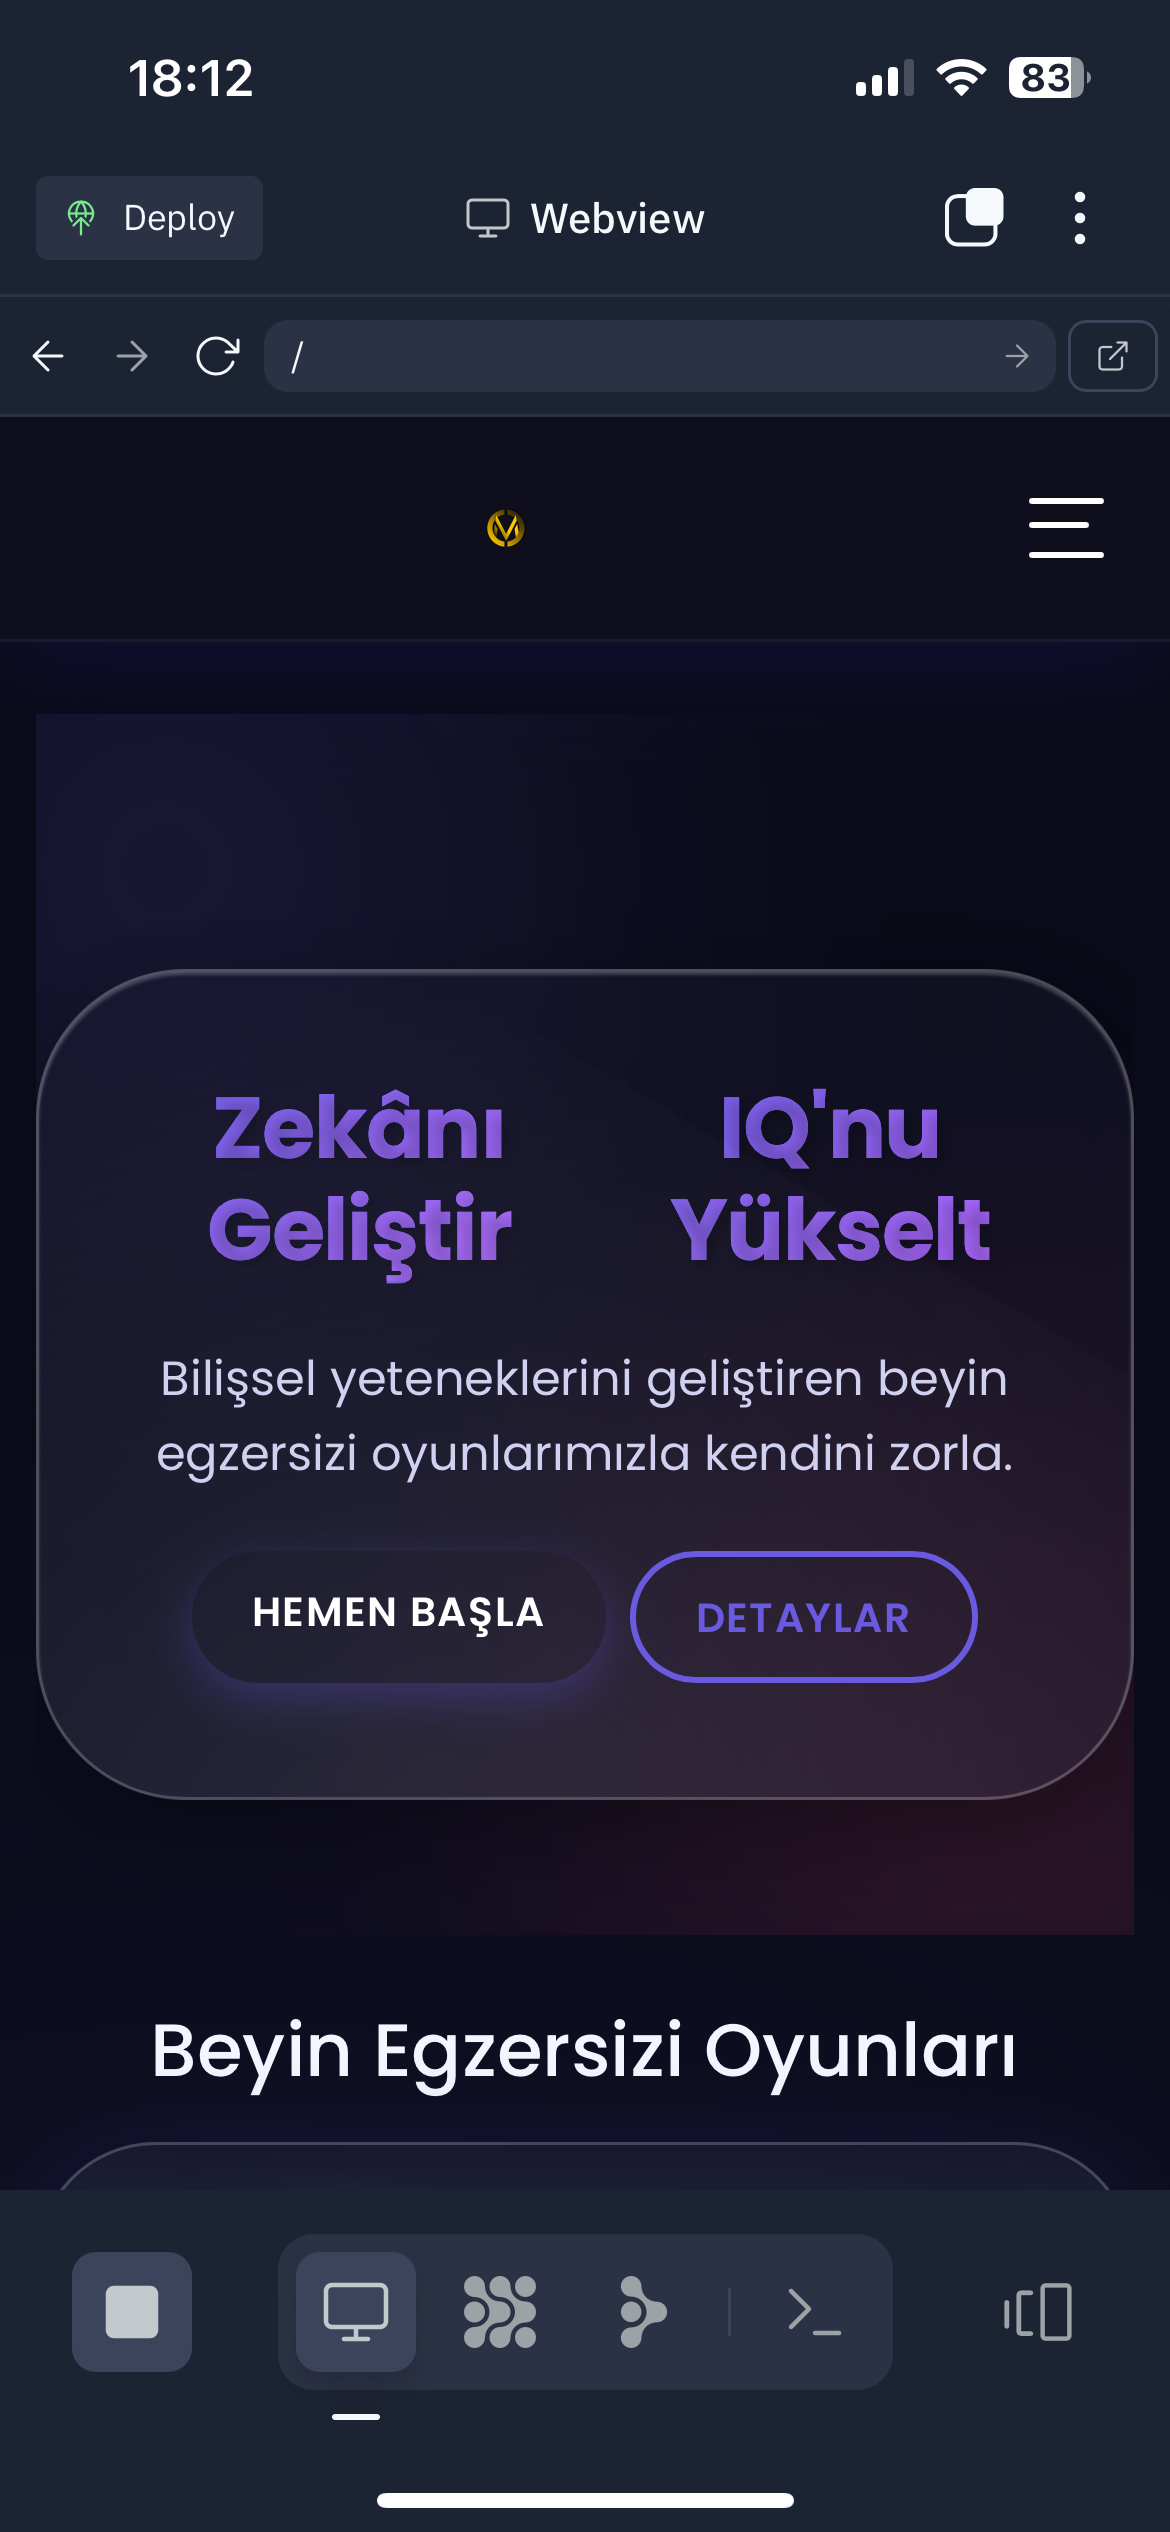 18:12
83
Deploy
Webview
/
Zekânı
Geliştir
IQ'nu
Yükselt
Bilişsel yeteneklerini geliştiren beyin
egzersizi oyunlarımızla kendini zorla.
HEMEN BAŞLA
DETAYLAR
Beyin Egzersizi Oyunları